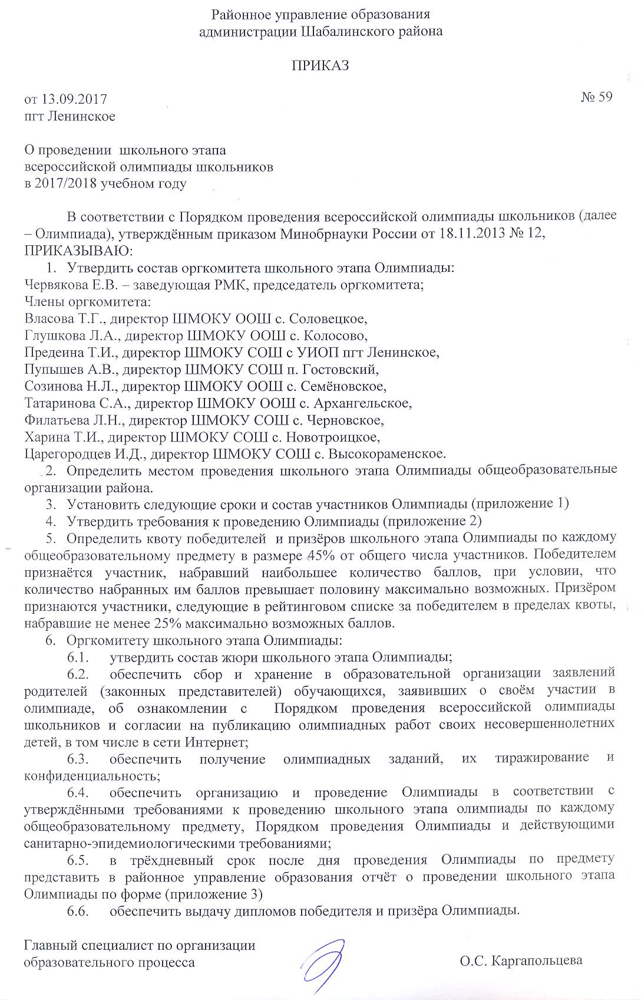 Районное управление образования
администрации Шабалинского района
ПРИКАЗ
от 13.09.2017 № 59
пгт Ленинское
О проведении школьного этапа
всероссийской олимпиады школьников
в 2017/2018 учебном году
В соответствии с Порядком проведения всероссийской олимпиады школьников (далее
– Олимпиада), утверждённым приказом Минобрнауки России от 18.11.2013 № 12,
ПРИКАЗЫВАЮ:
1. Утвердить состав оргкомитета школьного этапа Олимпиады:
Червякова Е.В. – заведующая РМК, председатель оргкомитета;
Члены оргкомитета:
Власова Т.Г., директор ШМОКУ ООШ с. Соловецкое,
Глушкова Л.А., директор ШМОКУ ООШ с. Колосово,
Предеина Т.И., директор ШМОКУ СОШ с УИОП пгт Ленинское,
Пупышев А.В., директор ШМОКУ СОШ п. Гостовский,
Созинова Н.Л., директор ШМОКУ ООШ с. Семёновское,
Татаринова С.А., директор ШМОКУ ООШ с. Архангельское,
Филатьева Л.Н., директор ШМОКУ СОШ с. Черновское,
Харина Т.И., директор ШМОКУ СОШ с. Новотроицкое,
Царегородцев И.Д., директор ШМОКУ СОШ с. Высокораменское.
2. Определить местом проведения школьного этапа Олимпиады общеобразовательные
организации района.
3. Установить следующие сроки и состав участников Олимпиады (приложение 1)
4. Утвердить требования к проведению Олимпиады (приложение 2)
5. Определить квоту победителей и призёров школьного этапа Олимпиады по каждому
общеобразовательному предмету в размере 45% от общего числа участников. Победителем
признаётся участник, набравший наибольшее количество баллов, при условии, что
количество набранных им баллов превышает половину максимально возможных. Призёром
признаются участники, следующие в рейтинговом списке за победителем в пределах квоты,
набравшие не менее 25% максимально возможных баллов.
6. Оргкомитету школьного этапа Олимпиады:
6.1. утвердить состав жюри школьного этапа Олимпиады;
6.2. обеспечить сбор и хранение в образовательной организации заявлений
родителей (законных представителей) обучающихся, заявивших о своём участии в
олимпиаде, об ознакомлении с Порядком проведения всероссийской олимпиады
школьников и согласии на публикацию олимпиадных работ своих несовершеннолетних
детей, в том числе в сети Интернет;
6.3. обеспечить получение олимпиадных заданий, их тиражирование и
конфиденциальность;
6.4. обеспечить организацию и проведение Олимпиады в соответствии с
утверждёнными требованиями к проведению школьного этапа олимпиады по каждому
общеобразовательному предмету, Порядком проведения Олимпиады и действующими
санитарно-эпидемиологическими требованиями;
6.5. в трёхдневный срок после дня проведения Олимпиады по предмету
представить в районное управление образования отчёт о проведении школьного этапа
Олимпиады по форме (приложение 3)
6.6. обеспечить выдачу дипломов победителя и призёра Олимпиады.
Главный специалист по организации
образовательного процесса О.С. Каргапольцева